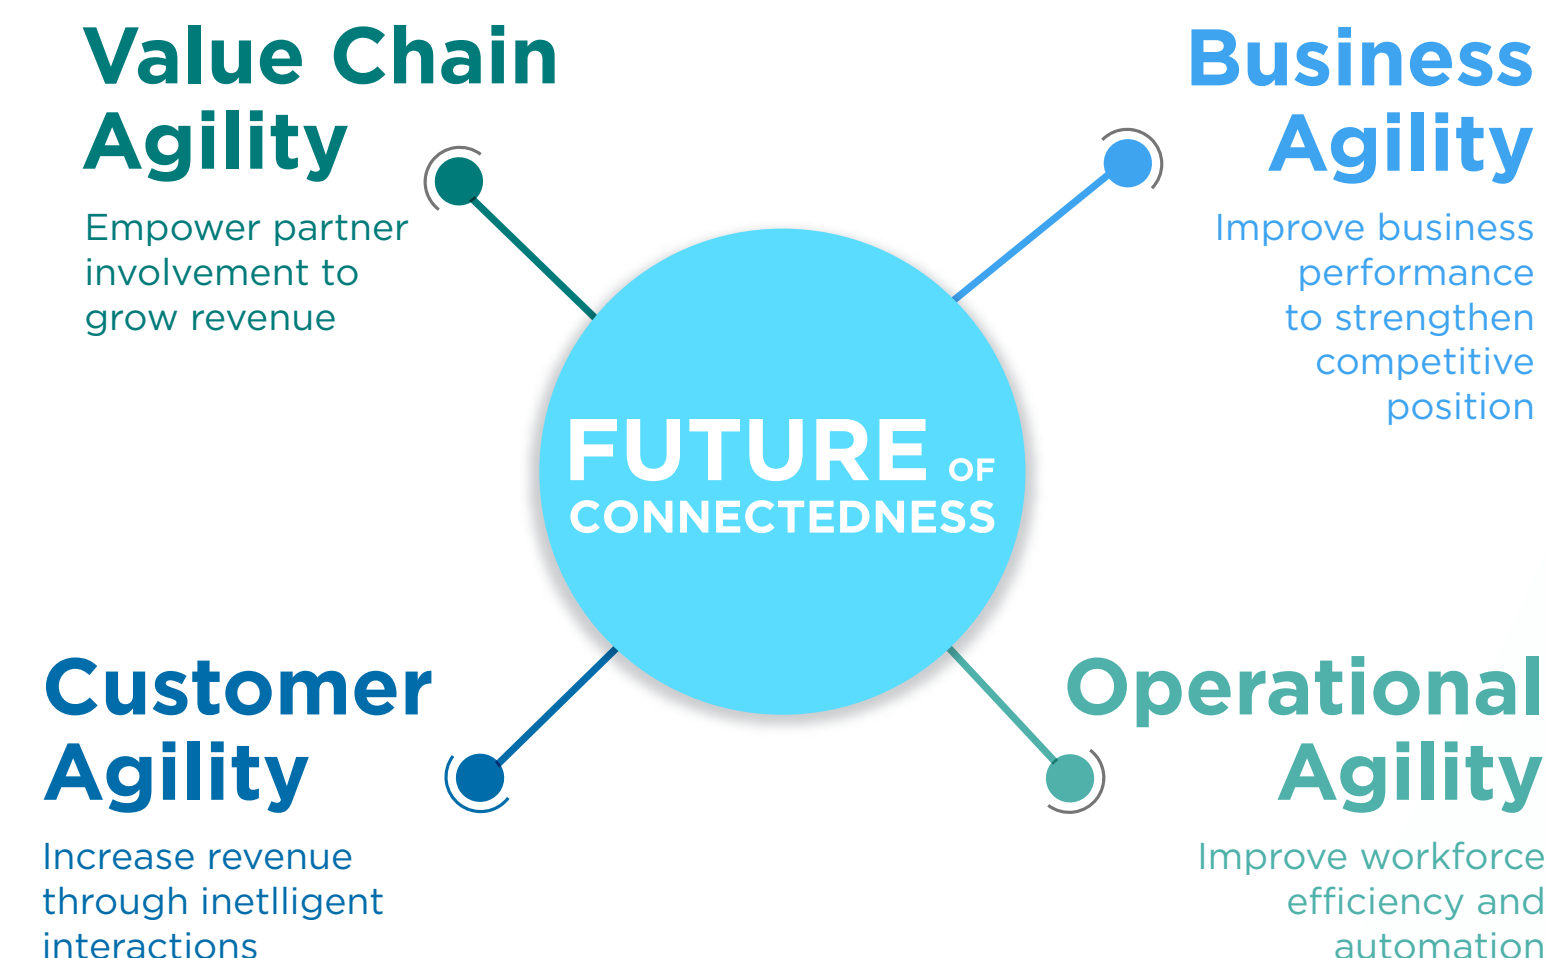 Value Chain
Agility
Empower partner
involvement to
grow revenue
Business
Agility
Improve business
performance
to strengthen
competitive
position
FUTURE OF
CONNECTEDNESS
Customer
Agility
Increase revenue
through inetlligent
interactions
Operational
Agility
Improve workforce
efficiency and
automation